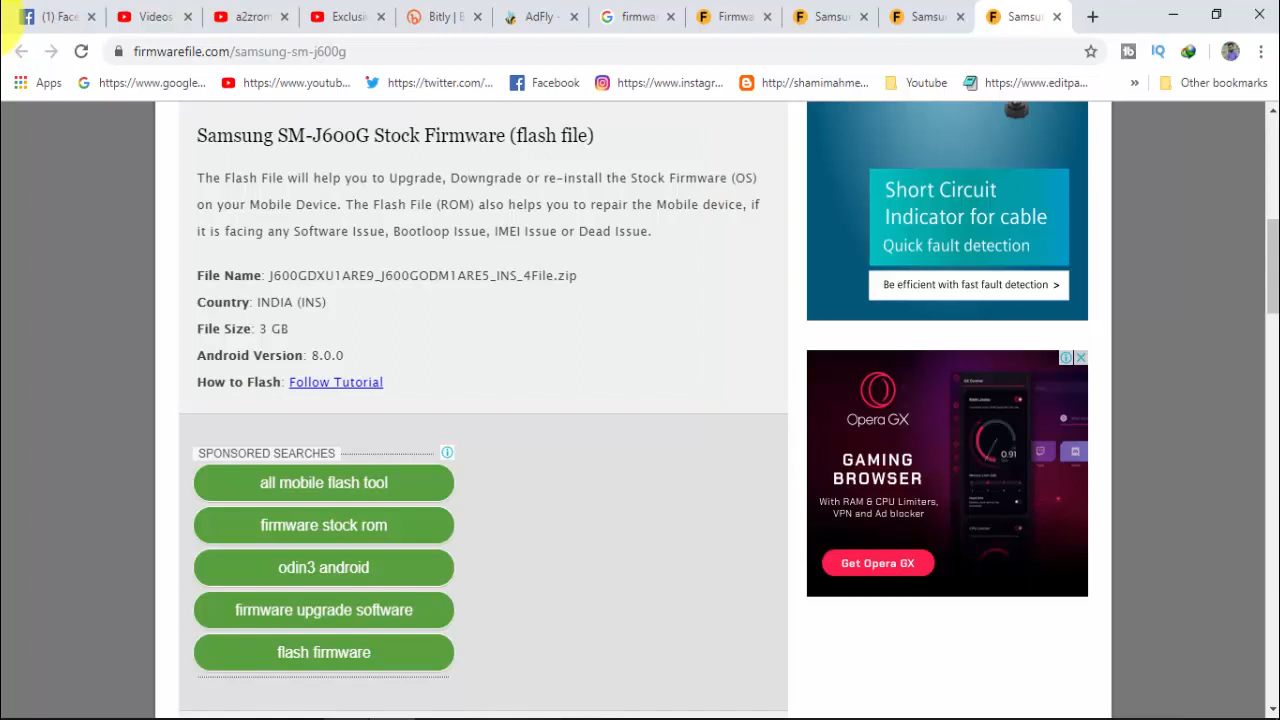 (1) Face
Videos
a2zrom
Exclusi
Bitly | B
AdFly -
firmwar
Firmwa
Samsu
Samsu
Samsu
firmwarefile.com/samsung-sm-j600g
Apps
https://www.google...
https://www.youtub...
https://twitter.com/...
Facebook
https://www.instagr...
http://shamimahme...
Youtube
https://www.editpa...
Other bookmarks
Samsung SM-J600G Stock Firmware (flash file)
The Flash File will help you to Upgrade, Downgrade or re-install the Stock Firmware (OS)
on your Mobile Device. The Flash File (ROM) also helps you to repair the Mobile device, if
it is facing any Software Issue, Bootloop Issue, IMEI Issue or Dead Issue.
File Name: J600GDXU1ARE9_J600GODM1ARE5_INS_4File.zip
Country: INDIA (INS)
File Size: 3 GB
Android Version: 8.0.0
How to Flash: Follow Tutorial
SPONSORED SEARCHES
all mobile flash tool
firmware stock rom
odin3 android
firmware upgrade software
flash firmware
Short Circuit
Indicator for cable
Quick fault detection
Be efficient with fast fault detection >
Opera GX
GAMING
BROWSER
With RAM & CPU Limiters,
VPN and Ad blocker
Get Opera GX
0.91